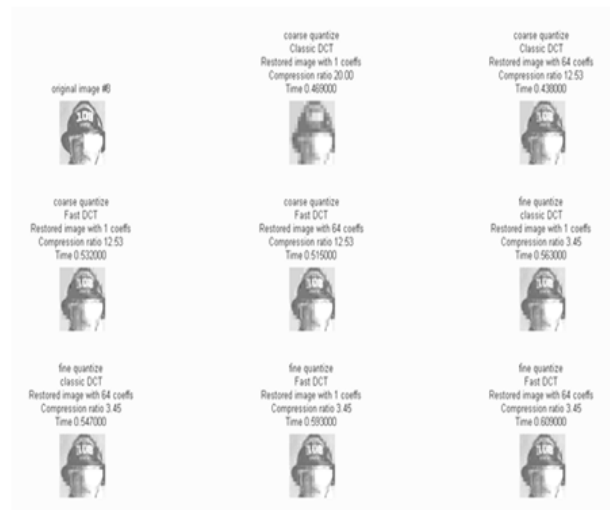 original image #8
coarse quantize
Classic DCT
Restored image with 1 coeffs
Compression ratio 20.00
Time 0.469000
coarse quantize
Classic DCT
Restored image with 64 coeffs
Compression ratio 12.53
Time 0.438000
coarse quantize
Fast DCT
Restored image with 1 coeffs
Compression ratio 12.53
Time 0.532000
coarse quantize
Fast DCT
Restored image with 64 coeffs
Compression ratio 12.53
Time 0.515000
fine quantize
classic DCT
Restored image with 1 coeffs
Compression ratio 3.45
Time 0.563000
fine quantize
classic DCT
Restored image with 64 coeffs
Compression ratio 3.45
Time 0.547000
fine quantize
Fast DCT
Restored image with 1 coeffs
Compression ratio 3.45
Time 0.593000
fine quantize
Fast DCT
Restored image with 64 coeffs
Compression ratio 3.45
Time 0.609000